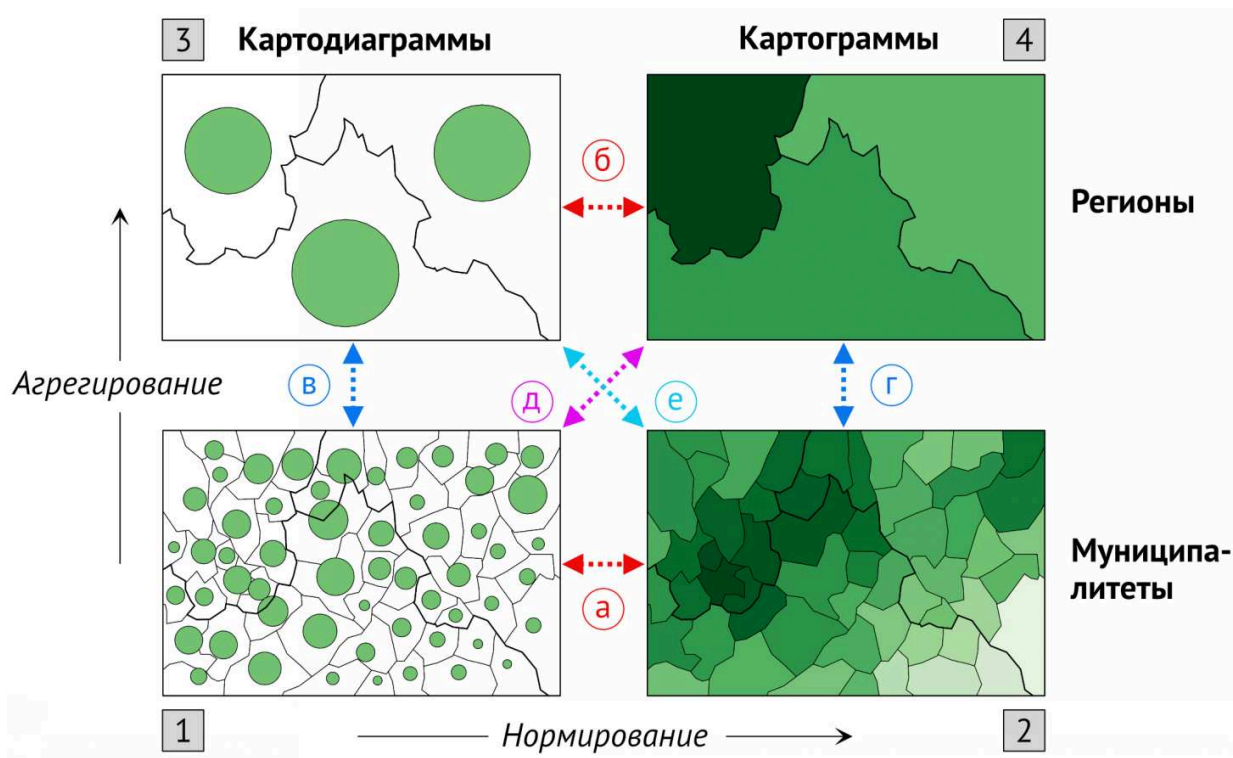 3
Картодиаграммы
Картограммы
4
б
Регионы
Агрегирование
в
д
е
г
а
Муниципа-
литеты
1
Нормирование
2